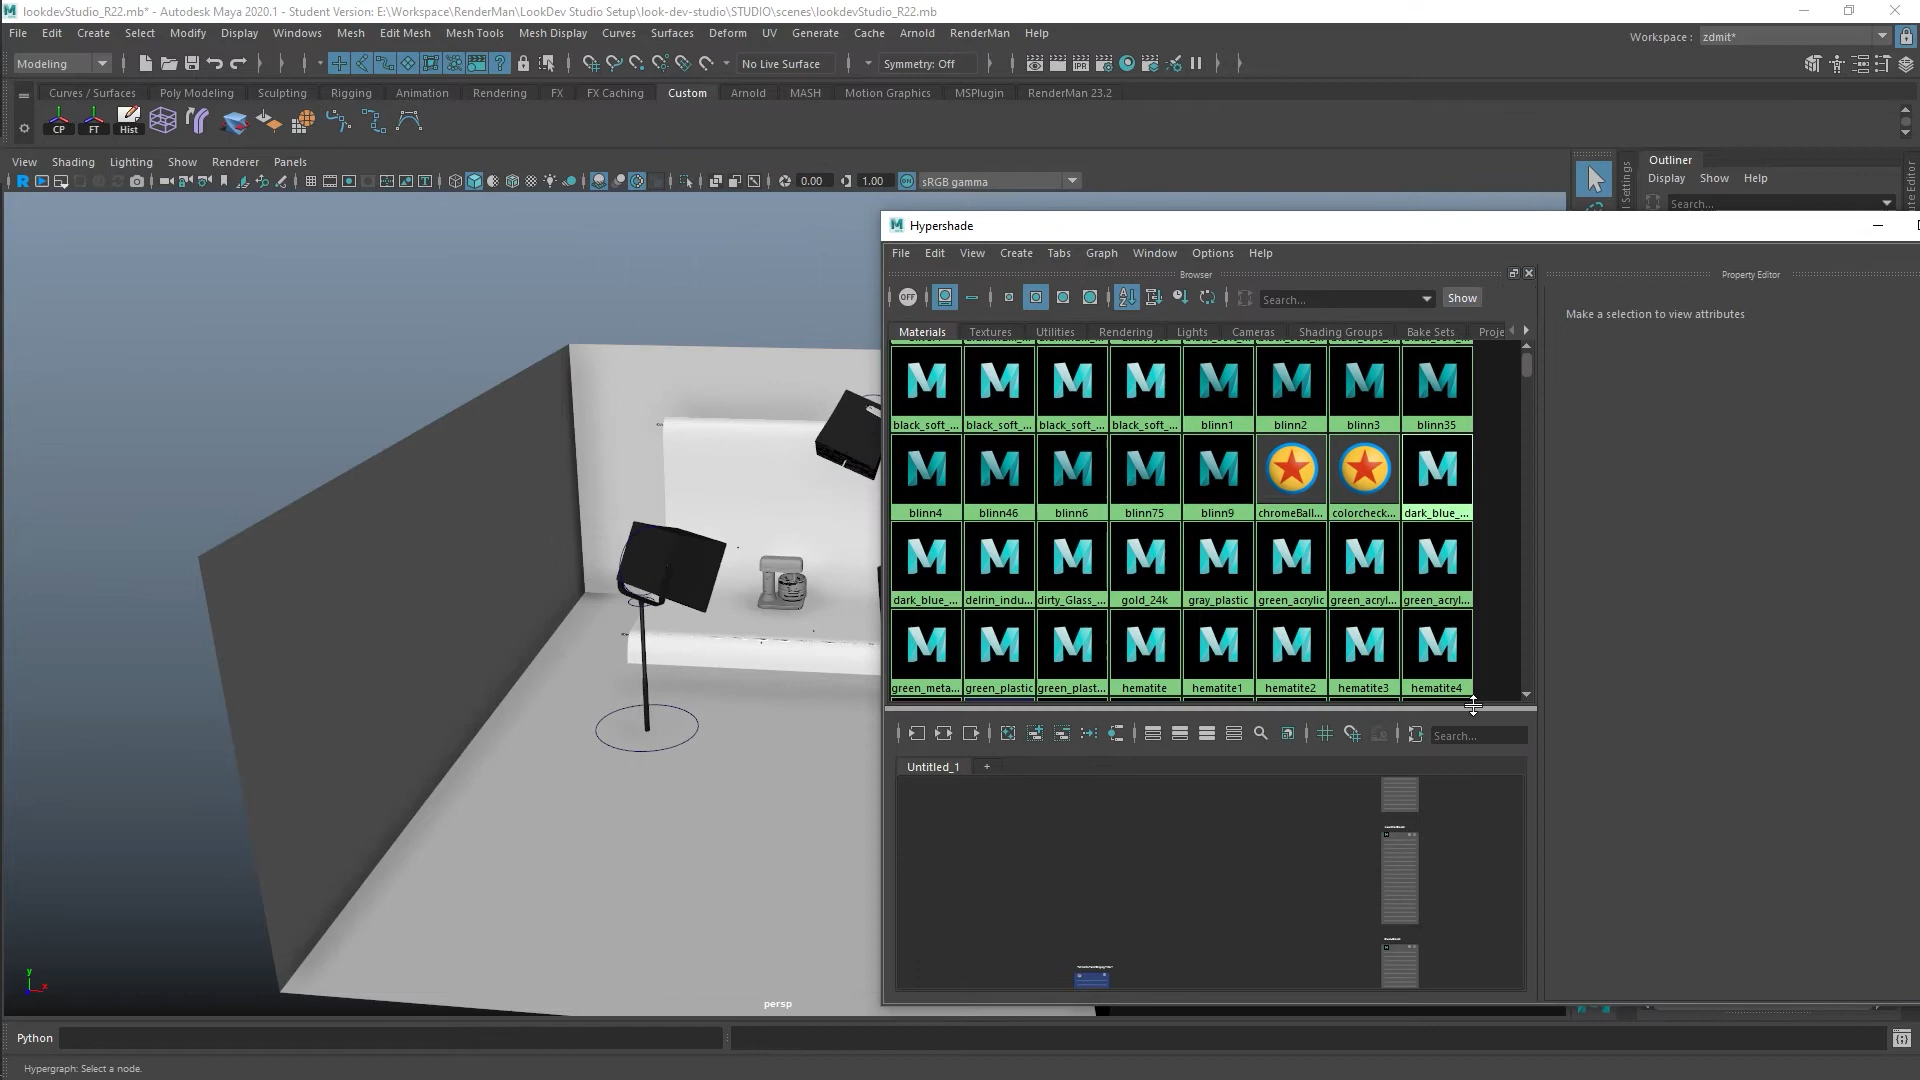 lookdevStudio_R22.mb* - Autodesk Maya 2020.1 - Student Version: E:\Workspace\RenderMan\LookDev Studio Setup\look-dev-studio\STUDIO\scenes\lookdevStudio_R22.mb
File Edit Create Select Modify Display Windows Mesh Edit Mesh Mesh Tools Mesh Display Curves Surfaces Deform UV Generate Cache Arnold RenderMan Help
Workspace : zdmit*
Modeling
No Live Surface
Symmetry: Off
IPR
Curves / Surfaces Poly Modeling Sculpting Rigging Animation Rendering FX FX Caching Custom Arnold MASH Motion Graphics MSPlugin RenderMan 23.2
CP FT Hist
View Shading Lighting Show Renderer Panels
0.00 1.00 sRGB gamma
Outliner
Display Show Help
Search...
Hypershade
File Edit View Create Tabs Graph Window Options Help
Browser
OFF
Search... Show
Materials Textures Utilities Rendering Lights Cameras Shading Groups Bake Sets Proje
black_soft_... black_soft_... black_soft_... black_soft_... blinn1 blinn2 blinn3 blinn35
blinn4 blinn46 blinn6 blinn75 blinn9 chromeBall... colorcheck... dark_blue_...
dark_blue_... delrin_indu... dirty_Glass_... gold_24k gray_plastic green_acrylic green_acryl... green_acryl...
green_meta... green_plastic green_plast... hematite hematite1 hematite2 hematite3 hematite4
Search...
Untitled_1 +
Property Editor
Make a selection to view attributes
y
x
persp
Python
Hypergraph: Select a node.